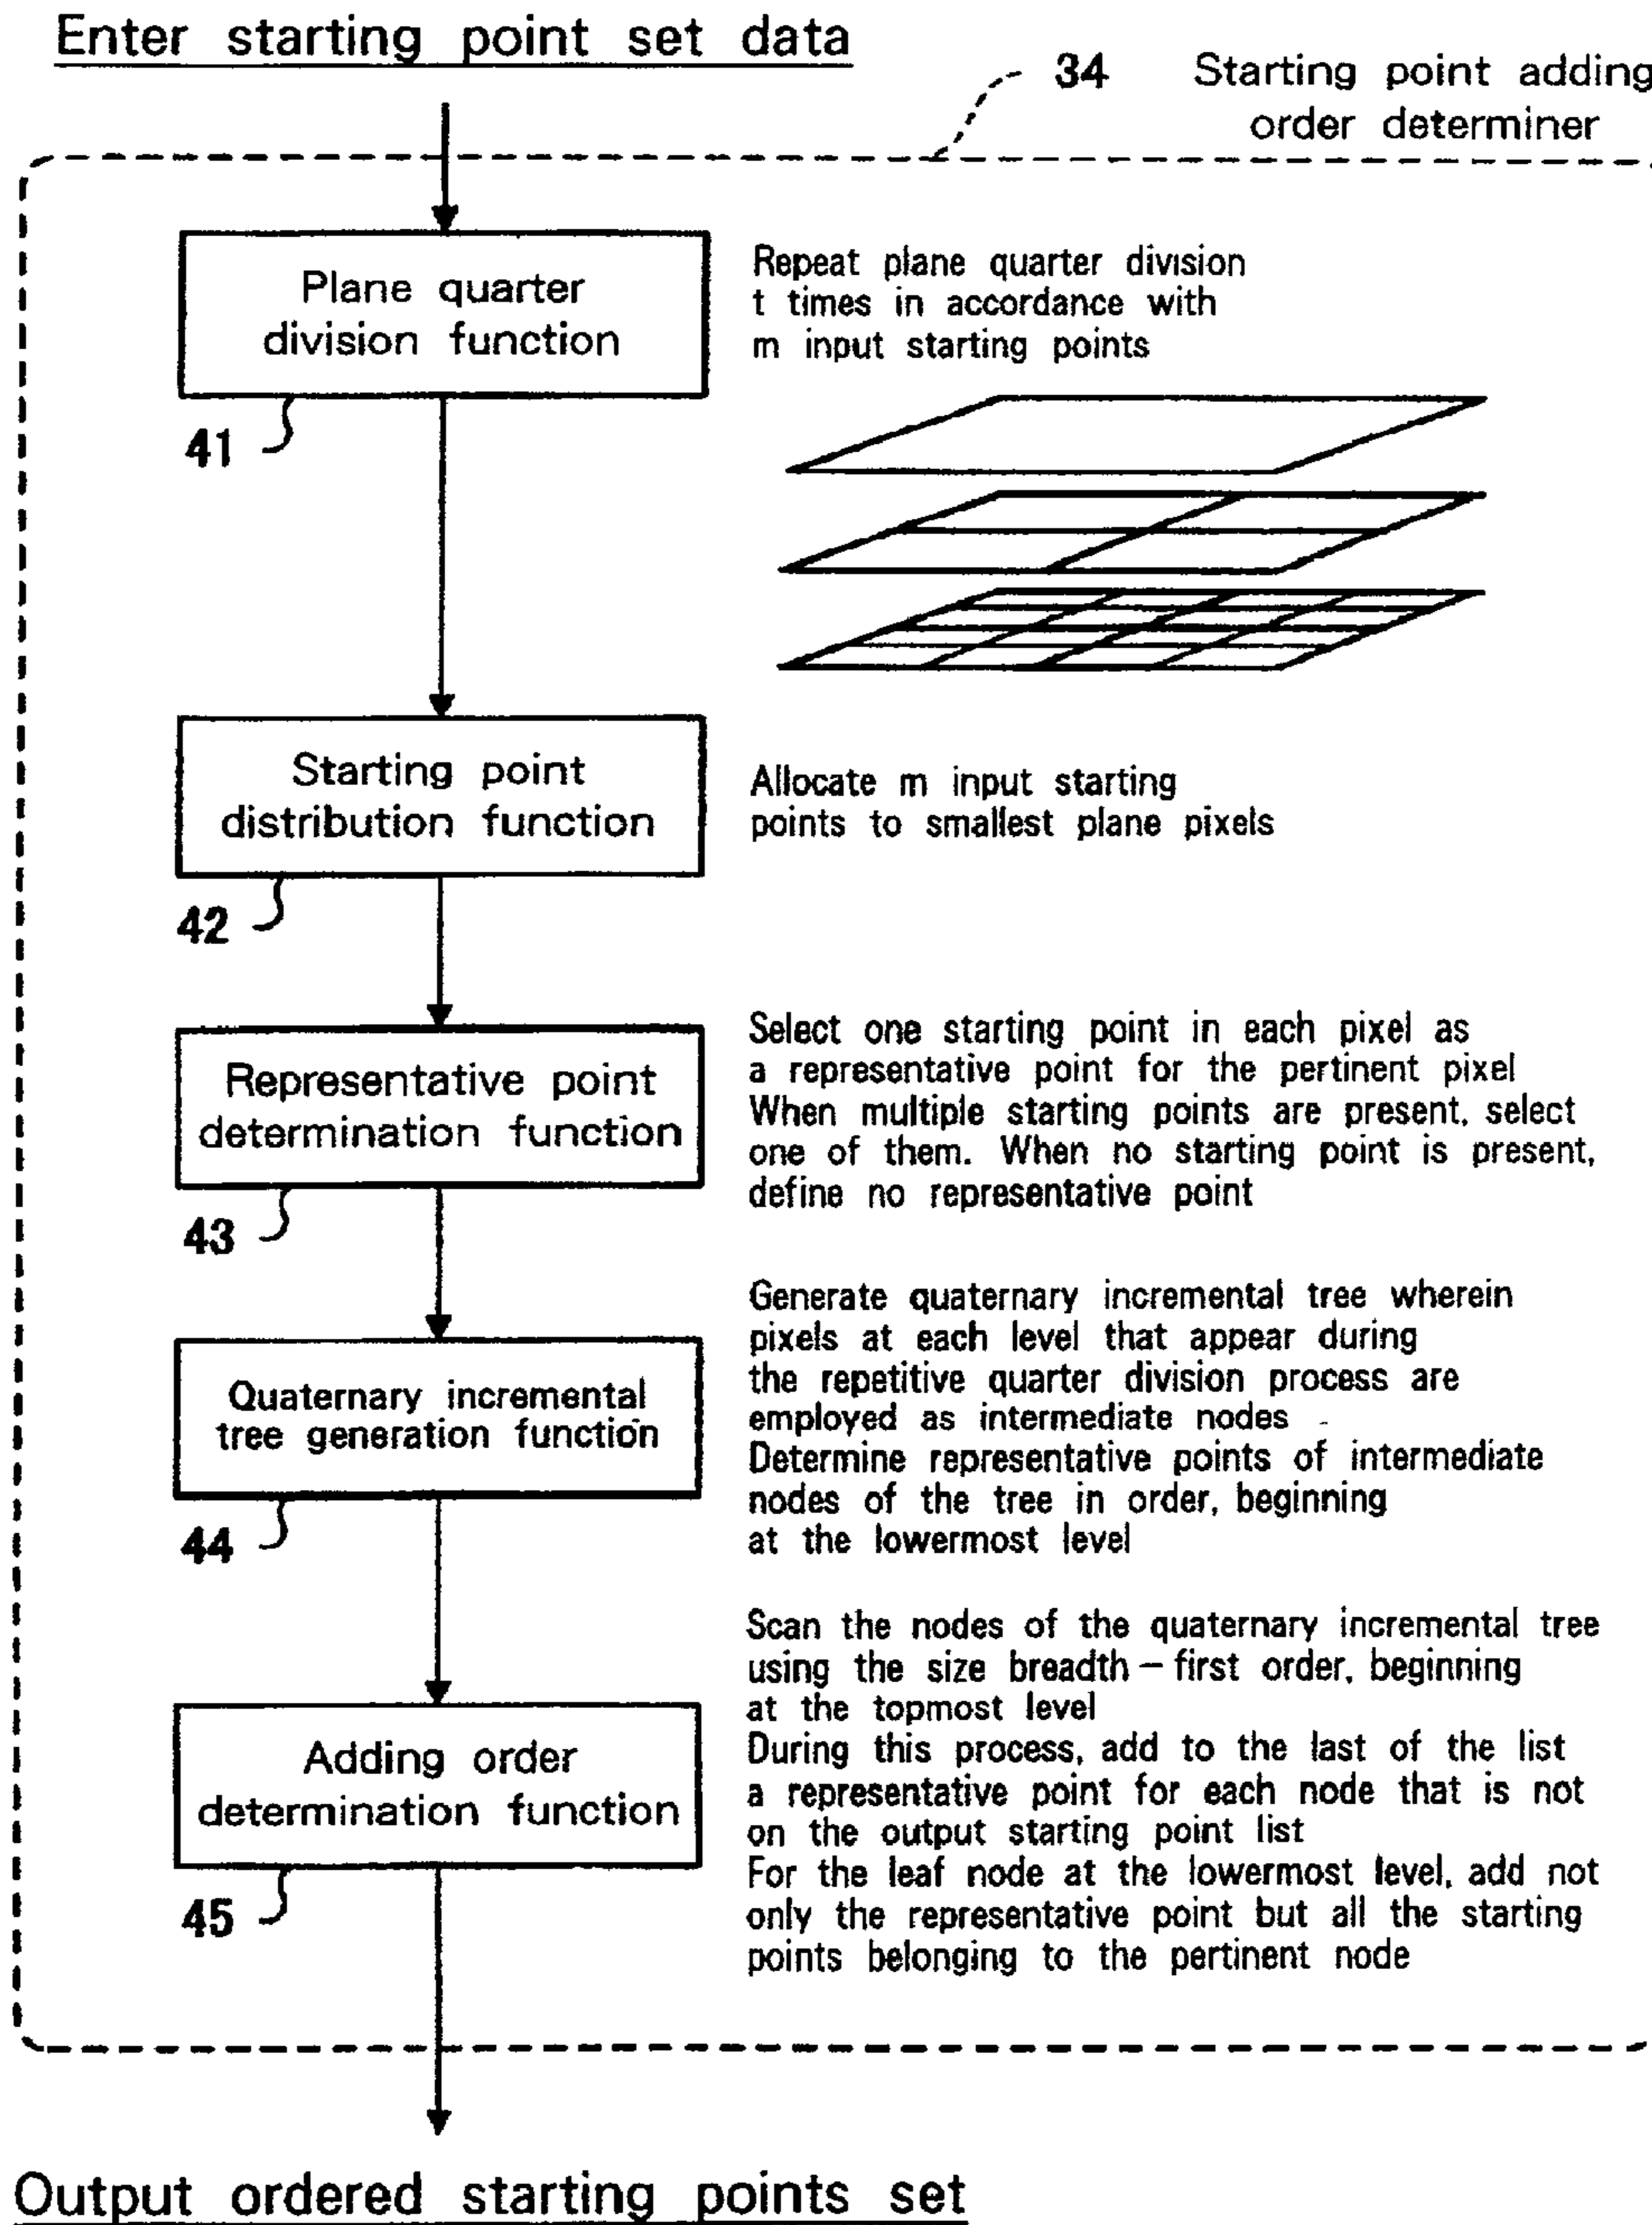 Enter starting point set data
34 Starting point adding
order determiner
Plane quarter
division function
41
Repeat plane quarter division
t times in accordance with
m input starting points
Starting point
distribution function
42
Allocate m input starting
points to smallest plane pixels
Representative point
determination function
43
Select one starting point in each pixel as
a representative point for the pertinent pixel
When multiple starting points are present, select
one of them. When no starting point is present,
define no representative point
Quaternary incremental
tree generation function
44
Generate quaternary incremental tree wherein
pixels at each level that appear during
the repetitive quarter division process are
employed as intermediate nodes
Determine representative points of intermediate
nodes of the tree in order, beginning
at the lowermost level
Adding order
determination function
45
Scan the nodes of the quaternary incremental tree
using the size breadth – first order, beginning
at the topmost level
During this process, add to the last of the list
a representative point for each node that is not
on the output starting point list
For the leaf node at the lowermost level, add not
only the representative point but all the starting
points belonging to the pertinent node
Output ordered starting points set